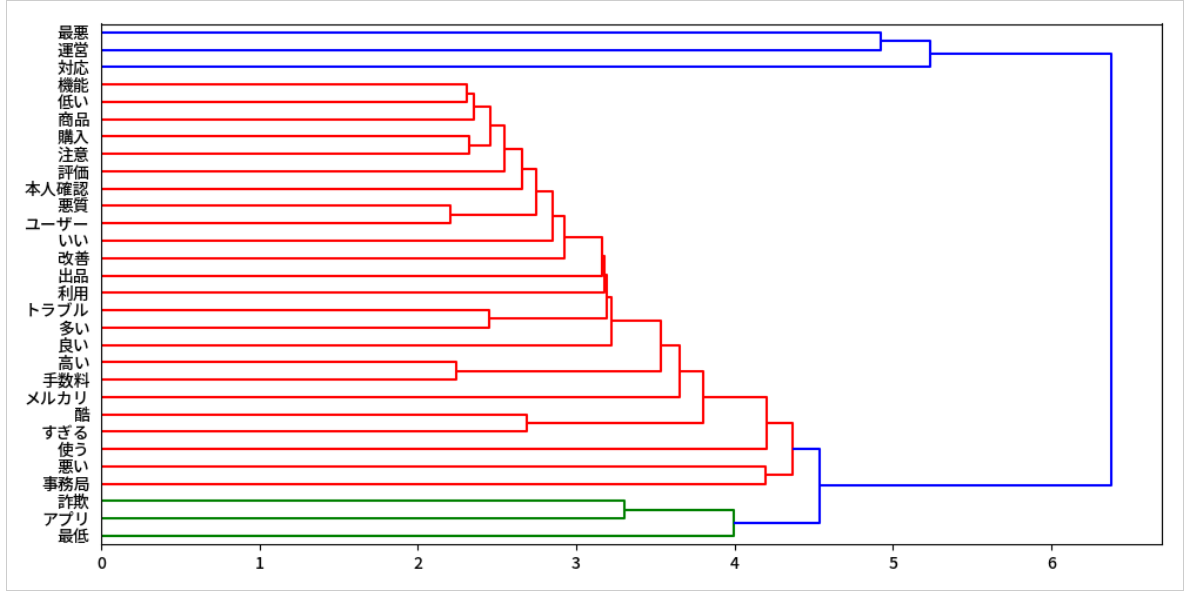 最悪
運営
対応
機能
低い
商品
購入
注意
評価
本人確認
悪質
ユーザー
いい
改善
出品
利用
トラブル
多い
良い
高い
手数料
メルカリ
酷
すぎる
使う
悪い
事務局
詐欺
アプリ
最低
0 1 2 3 4 5 6